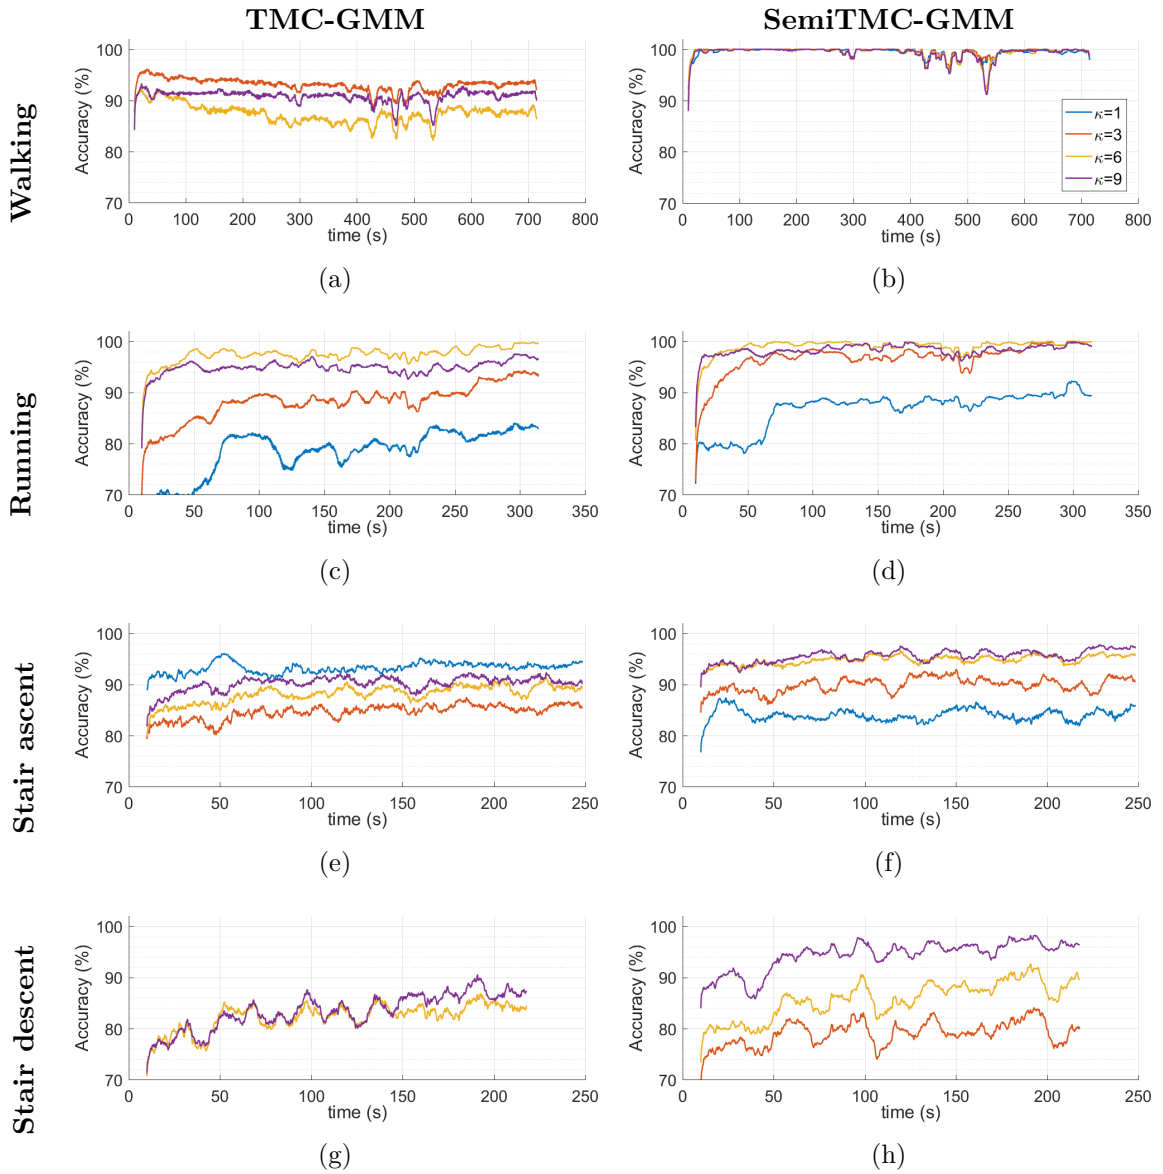 TMC-GMM
SemiTMC-GMM
Walking
Accuracy (%)
100
90
80
70
0 100 200 300 400 500 600 700 800
time (s)
(a)
Accuracy (%)
100
90
80
70
κ=1
κ=3
κ=6
κ=9
0 100 200 300 400 500 600 700 800
time (s)
(b)
Running
Accuracy (%)
100
90
80
70
0 50 100 150 200 250 300 350
time (s)
(c)
Accuracy (%)
100
90
80
70
0 50 100 150 200 250 300 350
time (s)
(d)
Stair ascent
Accuracy (%)
100
90
80
70
0 50 100 150 200 250
time (s)
(e)
Accuracy (%)
100
90
80
70
0 50 100 150 200 250
time (s)
(f)
Stair descent
Accuracy (%)
100
90
80
70
0 50 100 150 200 250
time (s)
(g)
Accuracy (%)
100
90
80
70
0 50 100 150 200 250
time (s)
(h)